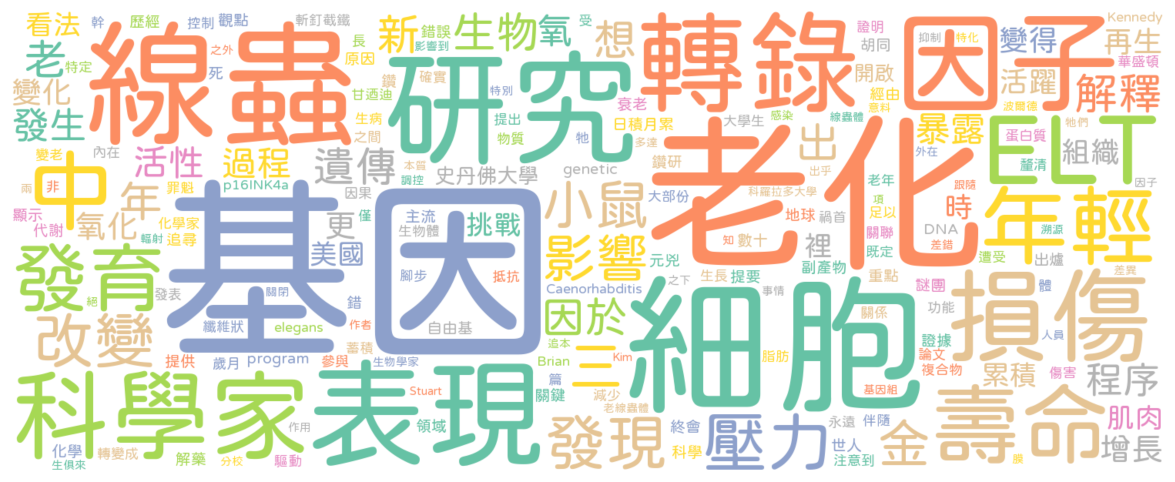 看法
幹
歷經
控制
觀點
斬釘截鐵
線蟲
老
特定
之外
死
變化
發生
研究
新
錯誤
影響到
受
長
原因
生物
氧
鑽
確實
甘迺迪
特別
生病
提出
之間
物質
牠
想
衰老
日積月累
大學生
多達
鑽研
轉錄
因子
證明
胡同
抑制
特化
開啟
經由
意料
感染
線蟲體
出乎
變得
活躍
波爾德
Kennedy
再生
華盛頓
解釋
蛋白質
牠們
暴露
ELT
外在
釐清
組織
變老
內在
兩
非
中
罪魁
顯示
代謝
化學家
輻射
活性
過程
p16INK4a
年
氧化
追尋
遺傳
因果
調控
本質
史丹佛大學
更
僅
主流
生物體
挑戰
美國
腳步
抵抗
基因
關閉
發表
絕
錯
纖維狀
作者
自由基
elegans
program
歲月
蓄積
生物學家
參與
提供
發育
改變
genetic
小鼠
大部份
影響
裡
元兇
副產物
Caenorhabditis
生長
提要
之下
事情
因於
追本
Brian
Kim
三
脂肪
篇
減少
老線蟲體
關鍵
老化
科羅拉多大學
地球
禍首
知
數十
老年
跟隨
項
因子
足以
關聯
DNA
差錯
既定
遭受
溯源
出爐
重點
謎團
體
差異
功能
關係
年輕
出
時
細胞
證據
論文
複合物
基因組
人員
傷害
損傷
累積
程序
科學家
表現
Stuart
作用
領域
化學
轉變成
生俱來
解藥
分校
驅動
發現
終會
科學
壓力
永遠
伴隨
世人
注意到
金
壽命
膜
肌肉
增長